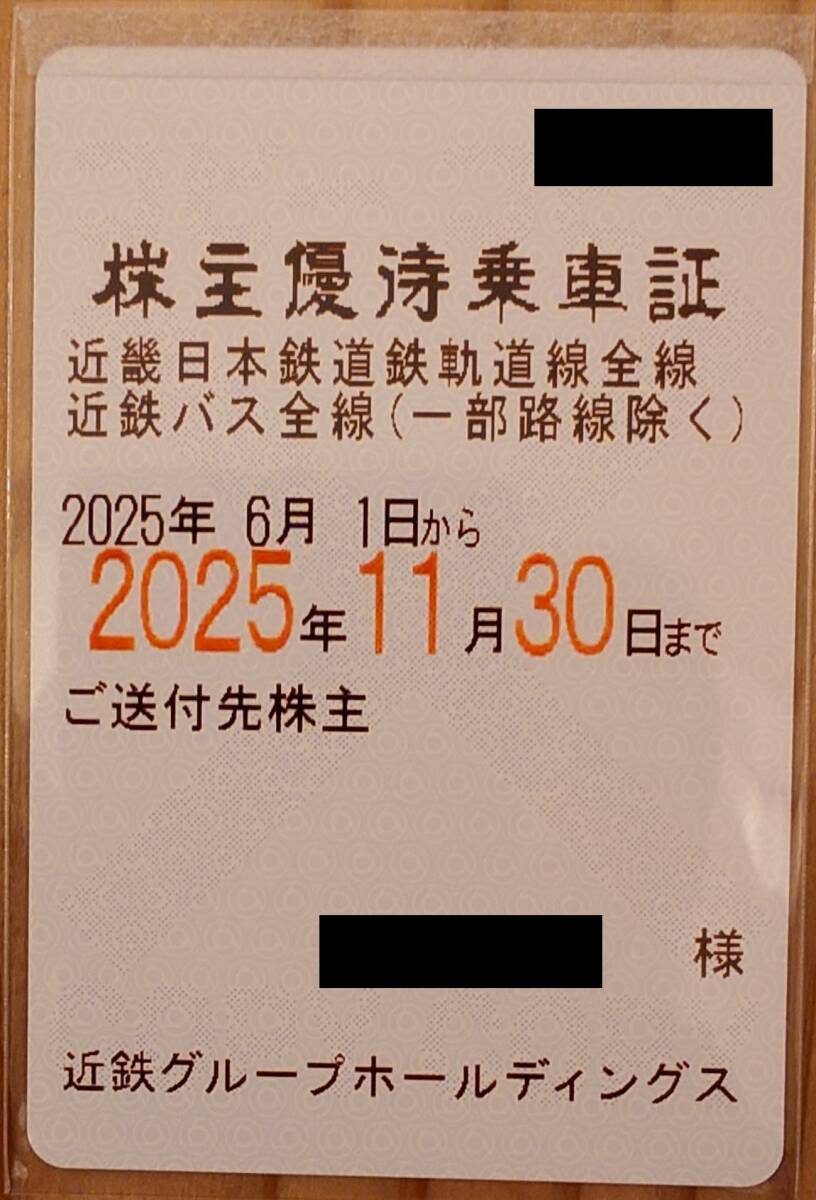 株主優待乗車証
近畿日本鉄道鉄軌道線全線
近鉄バス全線(一部路線除く)
2025年 6月 1日から
2025年11月30日まで
ご送付先株主
様
近鉄グループホールディングス